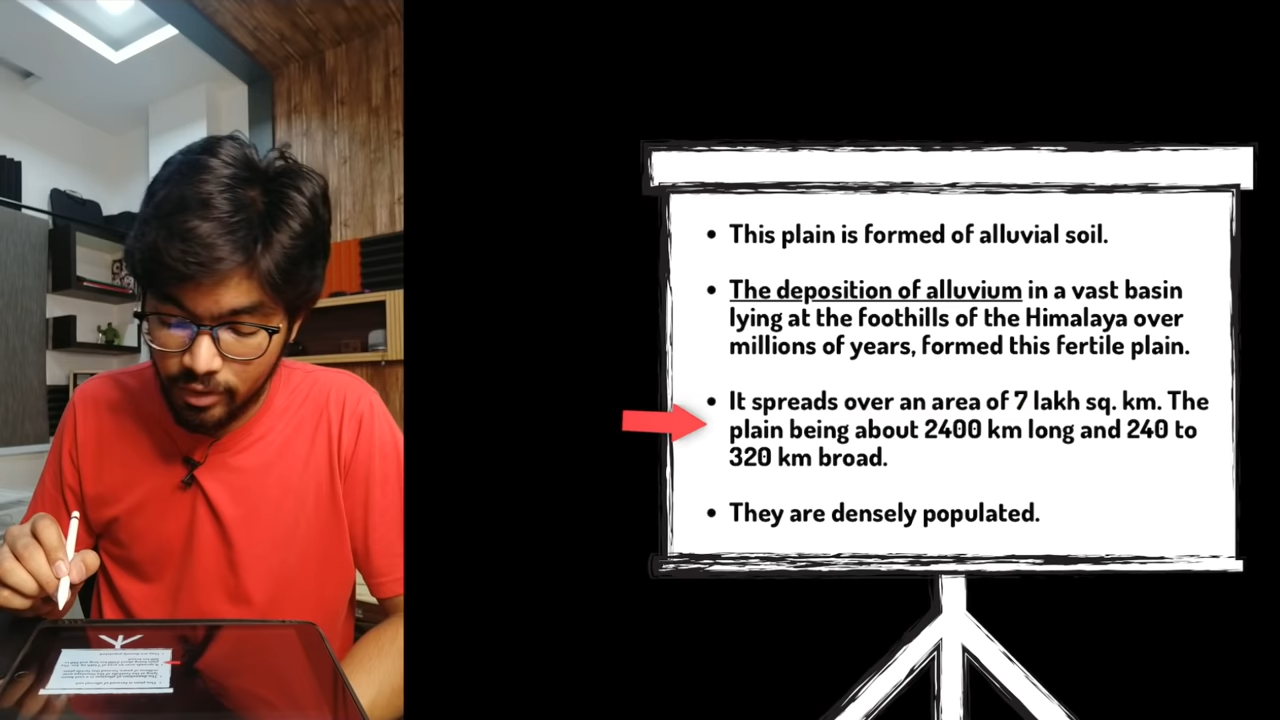 • This plain is formed of alluvial soil.
• The deposition of alluvium in a vast basin
lying at the foothills of the Himalaya over
millions of years, formed this fertile plain.
• It spreads over an area of 7 lakh sq. km. The
plain being about 2400 km long and 240 to
320 km broad.
• They are densely populated.